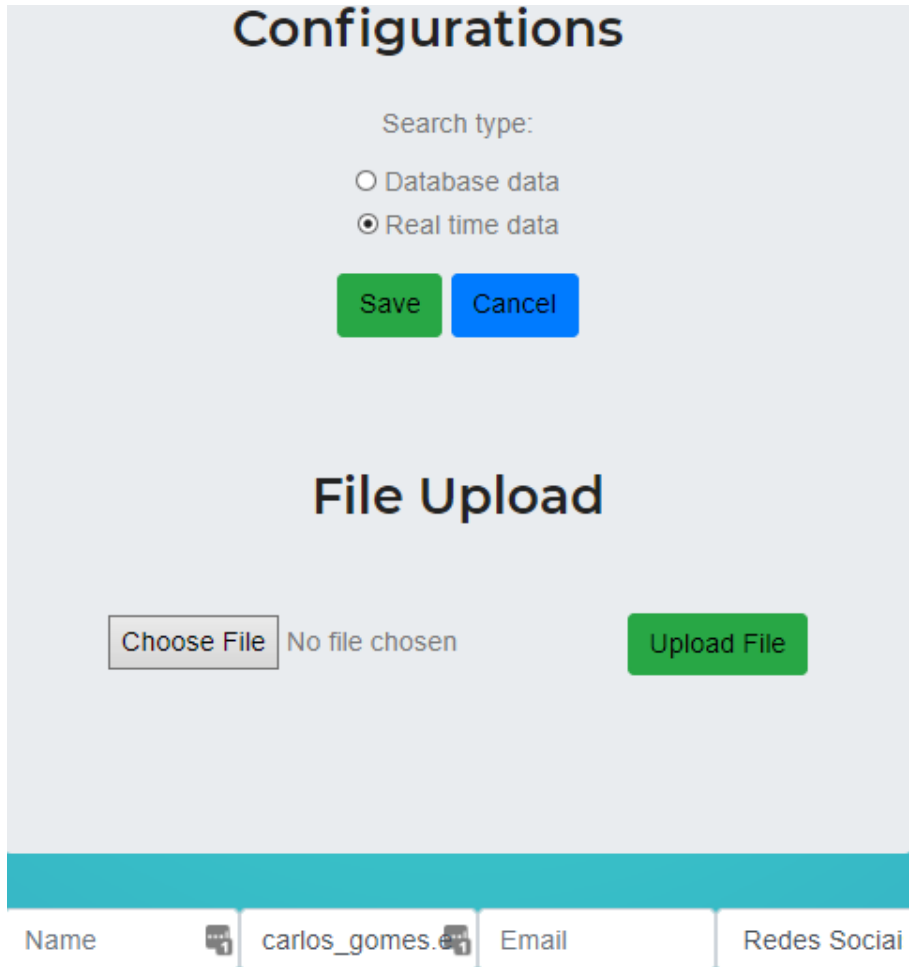 Configurations
Search type:
Database data
Real time data
Save Cancel
File Upload
Choose File No file chosen Upload File
Name carlos_gomes.e Email Redes Sociai